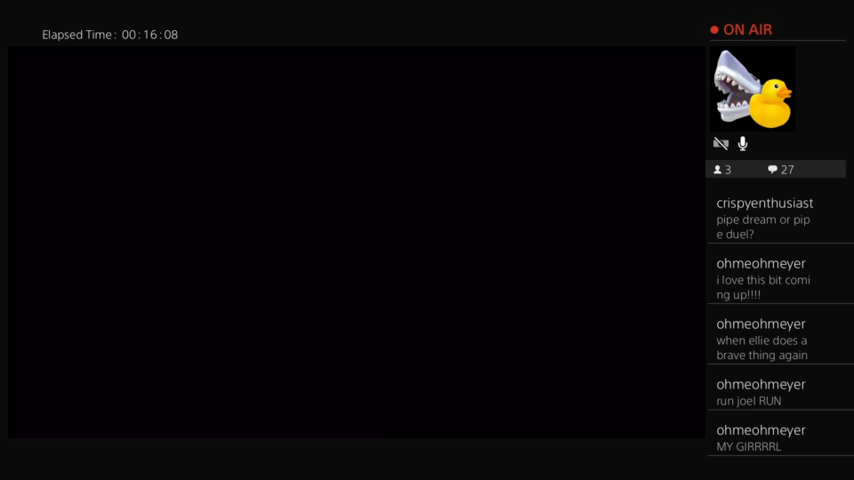 Elapsed Time: 00:16:08
ON AIR
3 27
crispyenthusiast
pipe dream or pip
e duel?
ohmeohmeyer
i love this bit comi
ng up!!!!
ohmeohmeyer
when ellie does a
brave thing again
ohmeohmeyer
run joel RUN
ohmeohmeyer
MY GIRRRRL